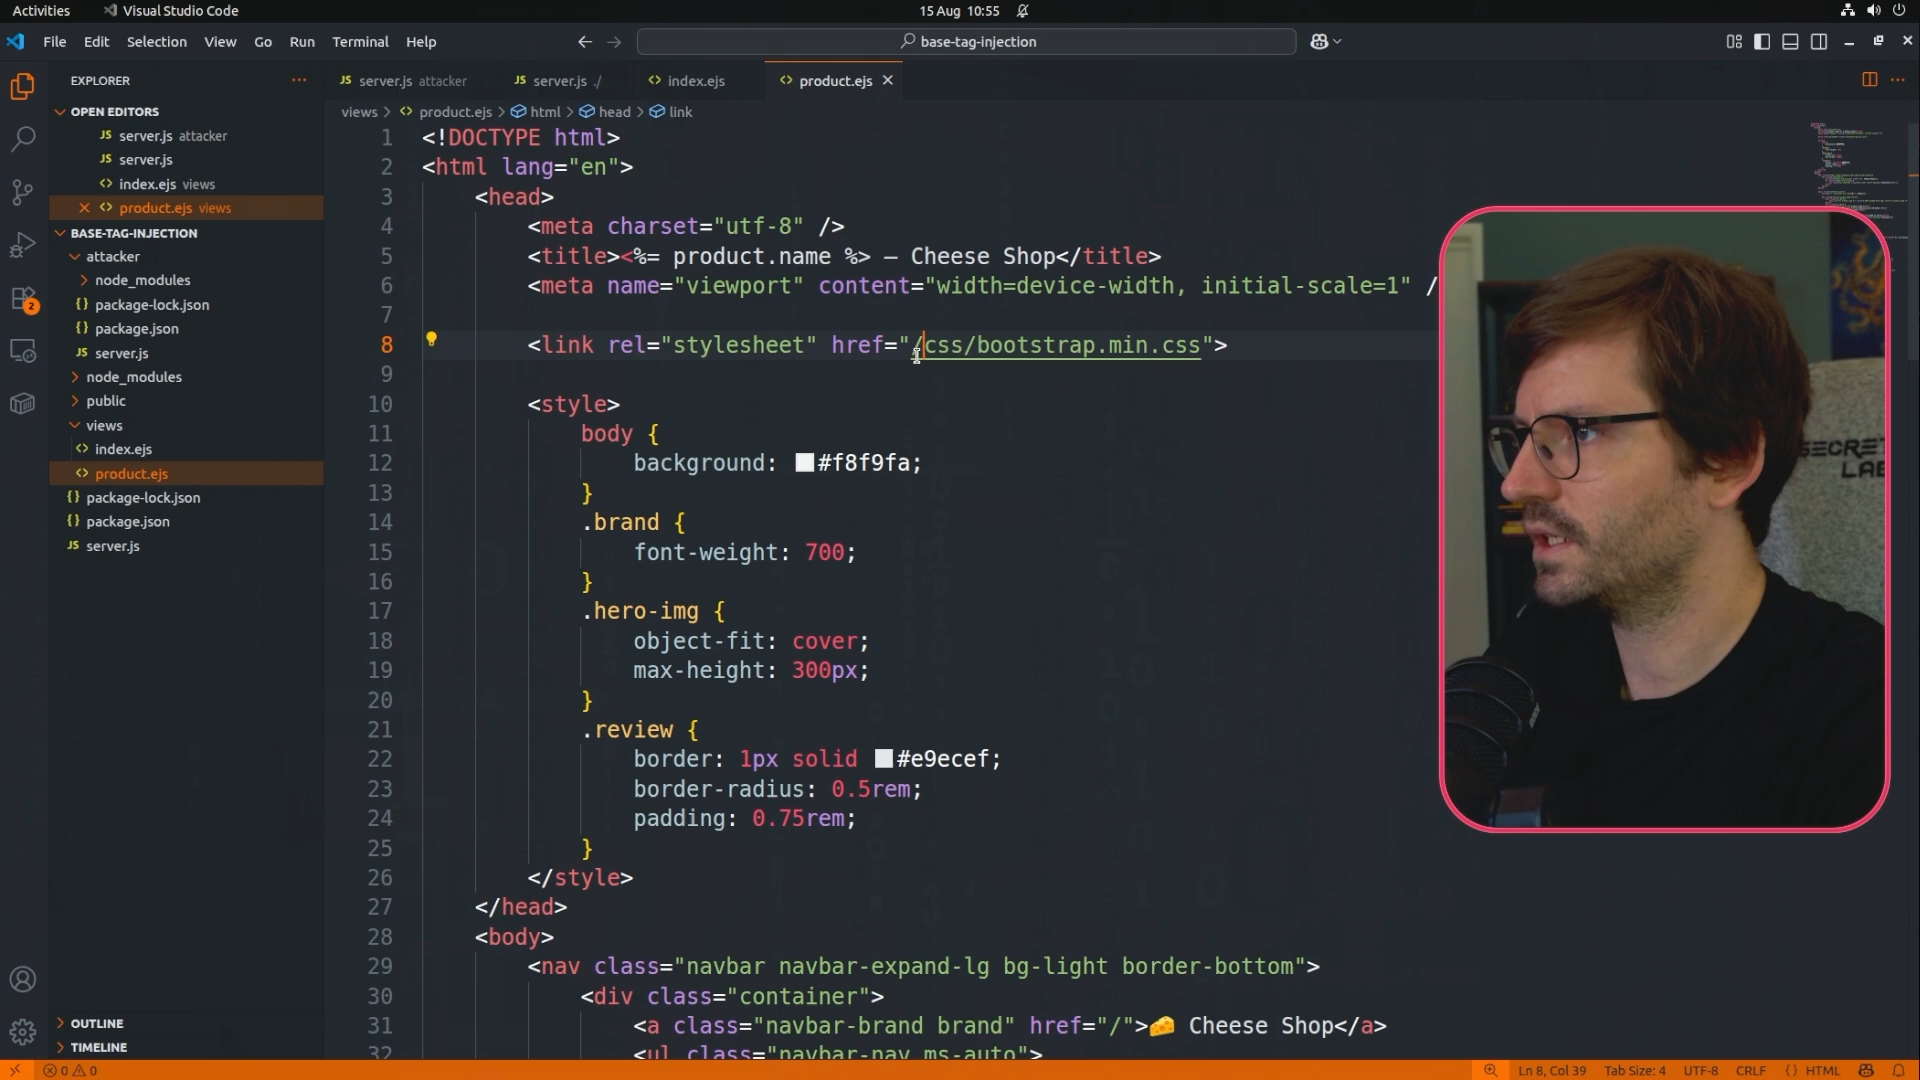 Activities
Visual Studio Code
15 Aug 10:55
File Edit Selection View Go Run Terminal Help
base-tag-injection
EXPLORER
OPEN EDITORS
server.js attacker
server.js
index.ejs views
product.ejs views
BASE-TAG-INJECTION
attacker
node_modules
package-lock.json
package.json
server.js
node_modules
public
views
index.ejs
product.ejs
package-lock.json
package.json
server.js
OUTLINE
TIMELINE
2
JS server.js attacker
JS server.js ./
index.ejs
product.ejs
views > product.ejs > html > head > link
1 <!DOCTYPE html>
2 <html lang="en">
3 <head>
4 <meta charset="utf-8" />
5 <title><%= product.name %> — Cheese Shop</title>
6 <meta name="viewport" content="width=device-width, initial-scale=1" /
7
8 <link rel="stylesheet" href="/css/bootstrap.min.css">
9
10 <style>
11 body {
12 background: #f8f9fa;
13 }
14 .brand {
15 font-weight: 700;
16 }
17 .hero-img {
18 object-fit: cover;
19 max-height: 300px;
20 }
21 .review {
22 border: 1px solid #e9ecef;
23 border-radius: 0.5rem;
24 padding: 0.75rem;
25 }
26 </style>
27 </head>
28 <body>
29 <nav class="navbar navbar-expand-lg bg-light border-bottom">
30 <div class="container">
31 <a class="navbar-brand brand" href="/">🧀 Cheese Shop</a>
32 <ul class="navbar-nav ms-auto">
SECRET
LAB
0 0
Ln 8, Col 39 Tab Size: 4 UTF-8 CRLF {} HTML